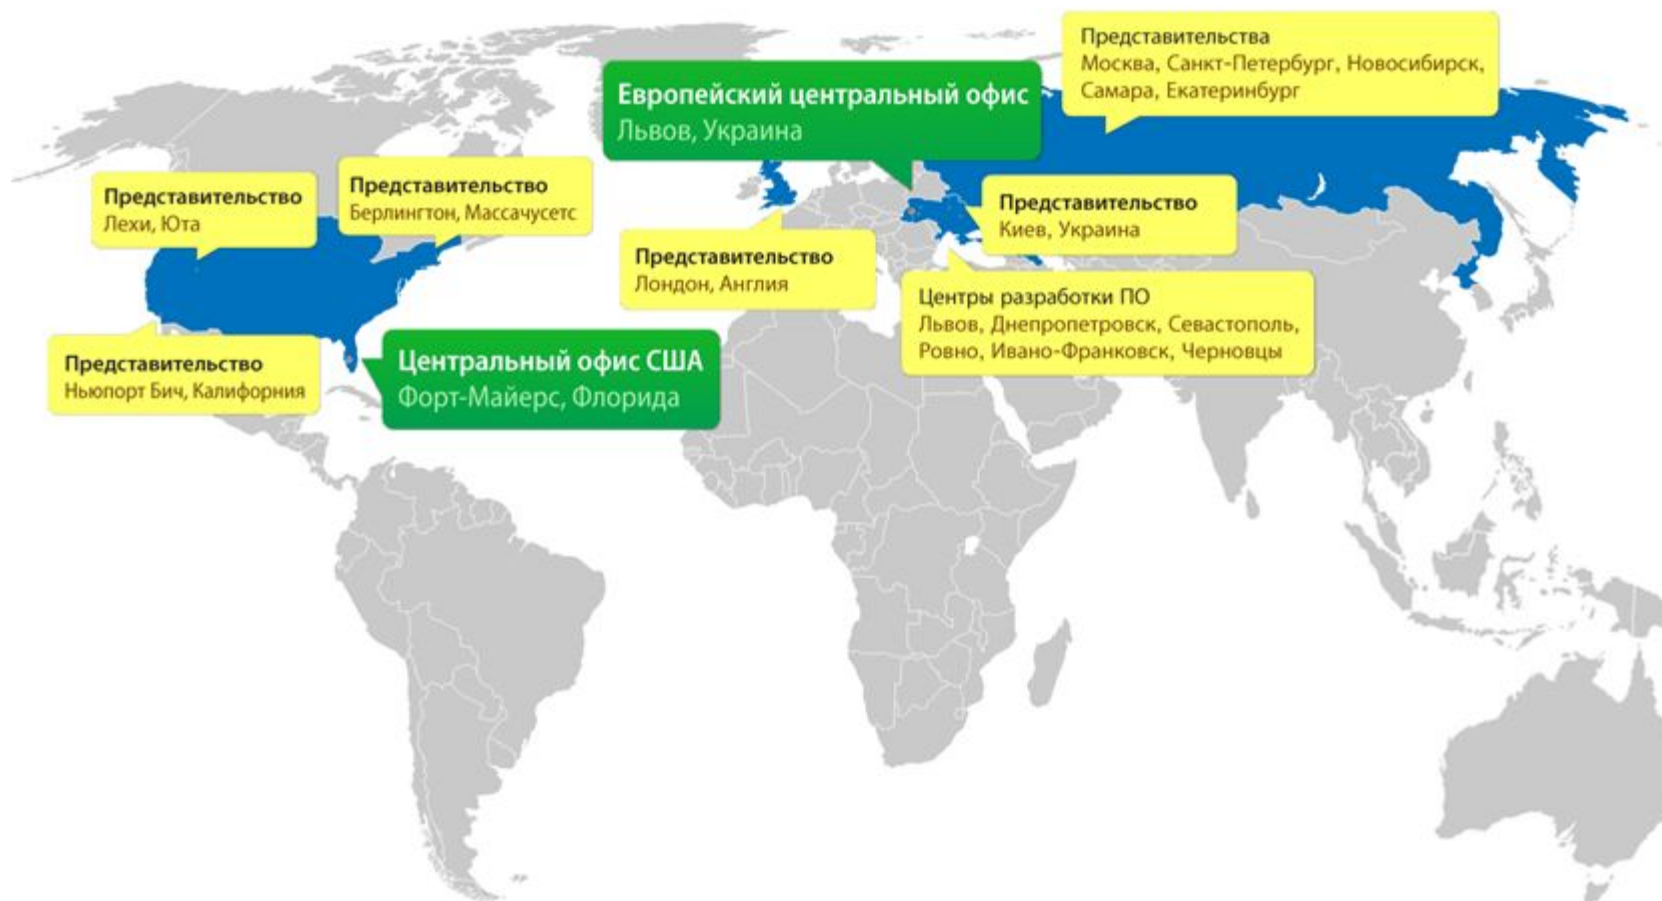 Представительства
Москва, Санкт-Петербург, Новосибирск,
Самара, Екатеринбург
Европейский центральный офис
Львов, Украина
Представительство
Лехи, Юта
Представительство
Берлингтон, Массачусетс
Представительство
Киев, Украина
Представительство
Лондон, Англия
Центры разработки ПО
Львов, Днепропетровск, Севастополь,
Ровно, Ивано-Франковск, Черновцы
Представительство
Ньюпорт Бич, Калифорния
Центральный офис США
Форт-Майерс, Флорида